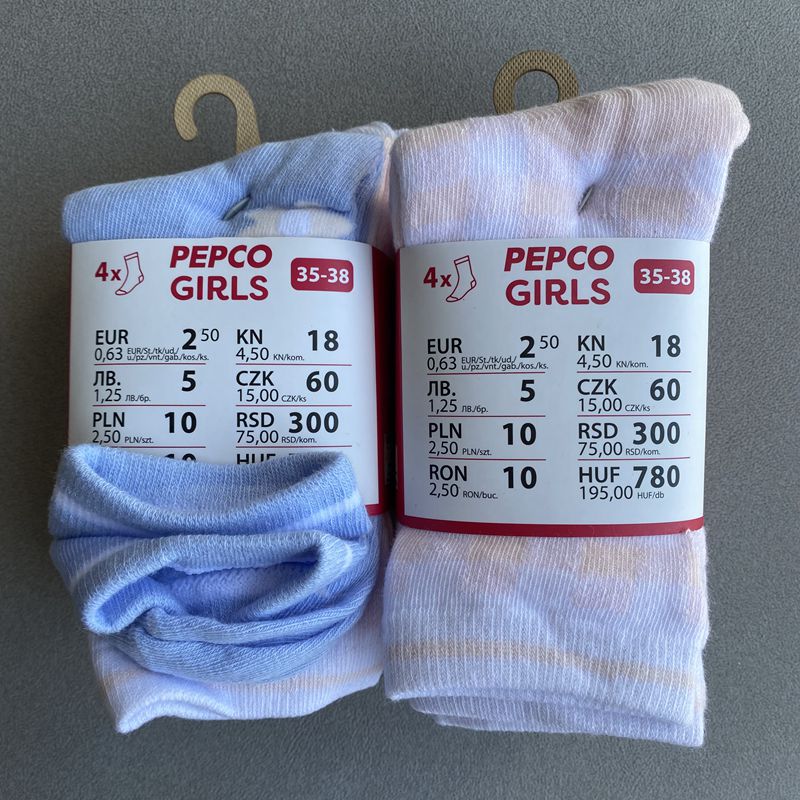 4x PEPCO GIRLS 35-38
EUR 2 50 KN 18
0,63 EUR/St./tk/ud./u./pz./vnt./gab./kos./ks. 4,50 KN/kom.
ЛВ. 5 CZK 60
1,25 ЛВ./бр. 15,00 CZK/ks
PLN 10 RSD 300
2,50 PLN/szt. 75,00 RSD/kom.
4x PEPCO GIRLS 35-38
EUR 2 50 KN 18
0,63 EUR/St./tk/ud./u./pz./vnt./gab./kos./ks. 4,50 KN/kom.
ЛВ. 5 CZK 60
1,25 ЛВ./бр. 15,00 CZK/ks
PLN 10 RSD 300
2,50 PLN/szt. 75,00 RSD/kom.
RON 10 HUF 780
2,50 RON/buc. 195,00 HUF/db